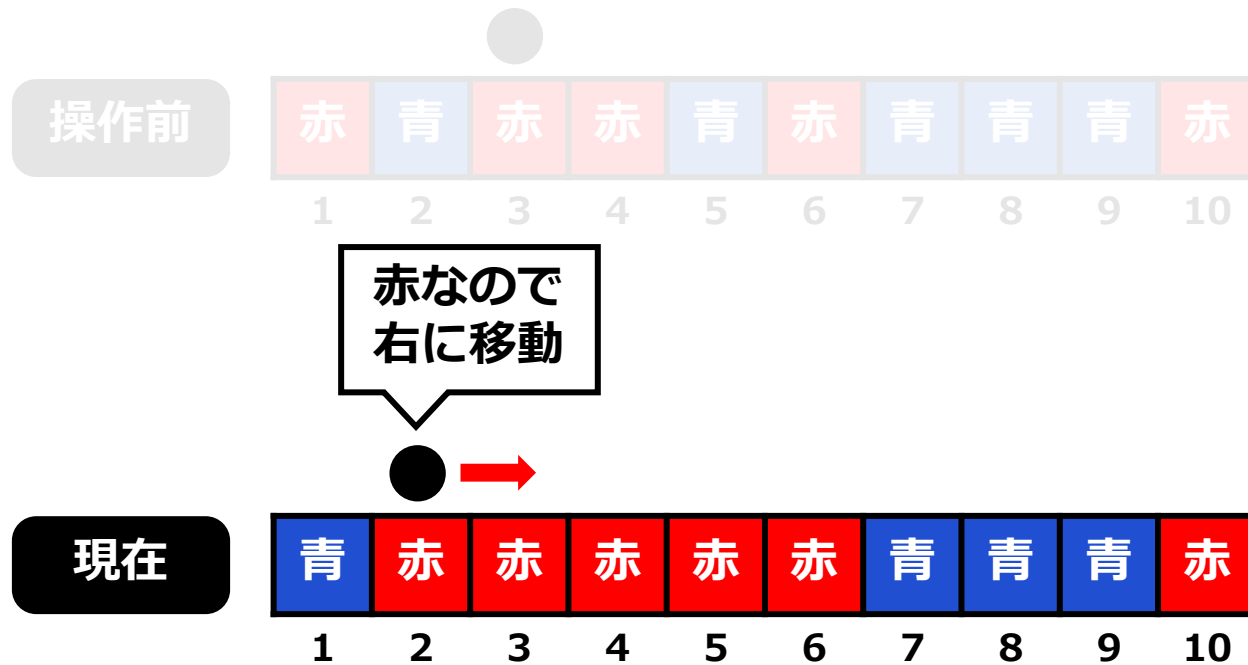 操作前 赤 青 赤 赤 青 赤 青 青 青 赤
1 2 3 4 5 6 7 8 9 10
赤なので
右に移動
現在 青 赤 赤 赤 赤 赤 青 青 青 赤
1 2 3 4 5 6 7 8 9 10